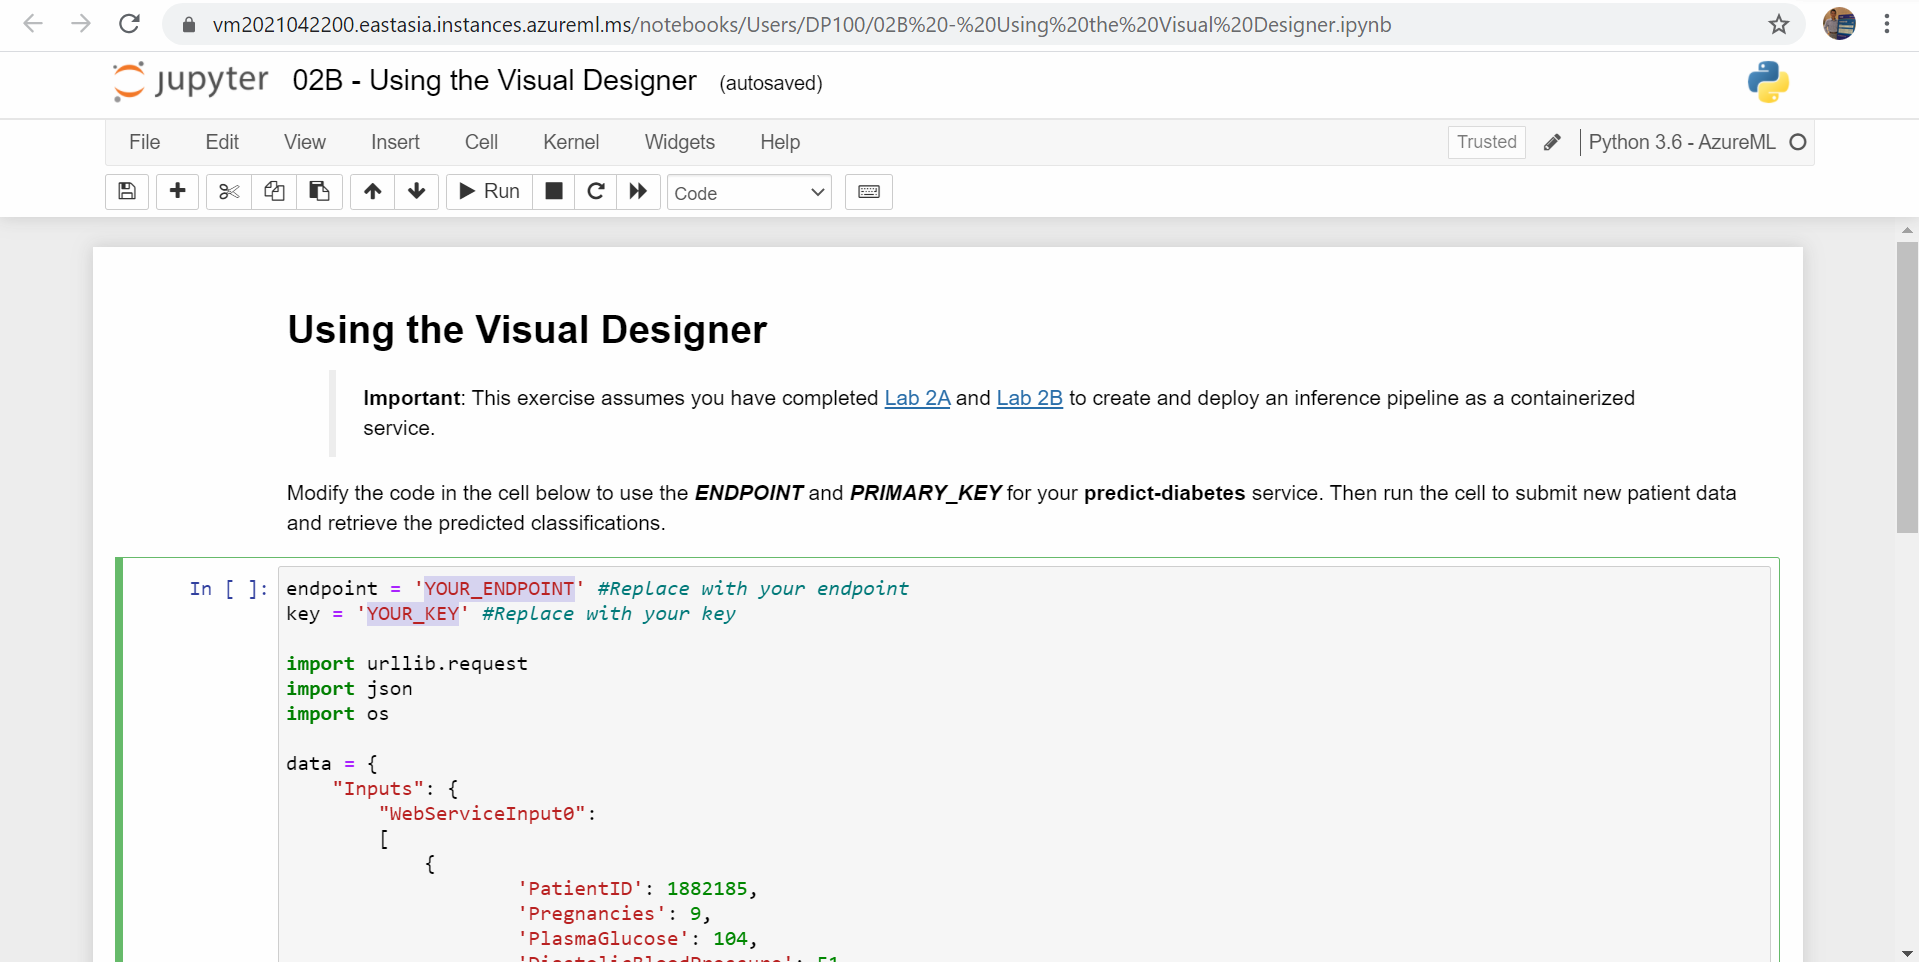 vm2021042200.eastasia.instances.azureml.ms/notebooks/Users/DP100/02B%20-%20Using%20the%20Visual%20Designer.ipynb
jupyter 02B - Using the Visual Designer (autosaved)
File Edit View Insert Cell Kernel Widgets Help Trusted Python 3.6 - AzureML
Run Code
Using the Visual Designer
Important: This exercise assumes you have completed Lab 2A and Lab 2B to create and deploy an inference pipeline as a containerized
service.
Modify the code in the cell below to use the ENDPOINT and PRIMARY_KEY for your predict-diabetes service. Then run the cell to submit new patient data
and retrieve the predicted classifications.
In [ ]: endpoint = 'YOUR_ENDPOINT' #Replace with your endpoint
key = 'YOUR_KEY' #Replace with your key
import urllib.request
import json
import os
data = {
"Inputs": {
"WebServiceInput0":
[
{
'PatientID': 1882185,
'Pregnancies': 9,
'PlasmaGlucose': 104,
'DiastolicBloodPressure': 51